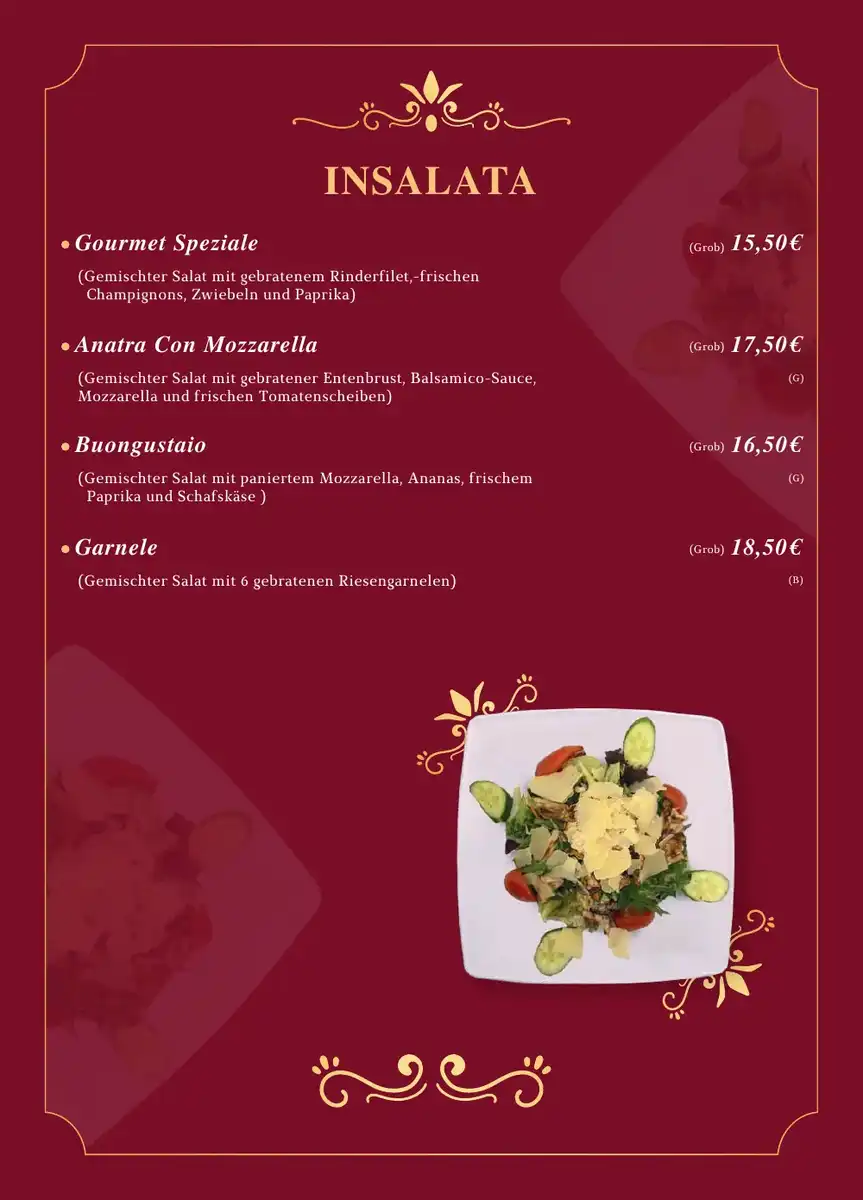 INSALATA
Gourmet Speziale (Grob) 15,50€
(Gemischter Salat mit gebratenem Rinderfilet,-frischen
Champignons, Zwiebeln und Paprika)
Anatra Con Mozzarella (Grob) 17,50€
(Gemischter Salat mit gebratener Entenbrust, Balsamico-Sauce, (G)
Mozzarella und frischen Tomatenscheiben)
Buongustaio (Grob) 16,50€
(Gemischter Salat mit paniertem Mozzarella, Ananas, frischem (G)
Paprika und Schafskäse )
Garnele (Grob) 18,50€
(Gemischter Salat mit 6 gebratenen Riesengarnelen) (B)